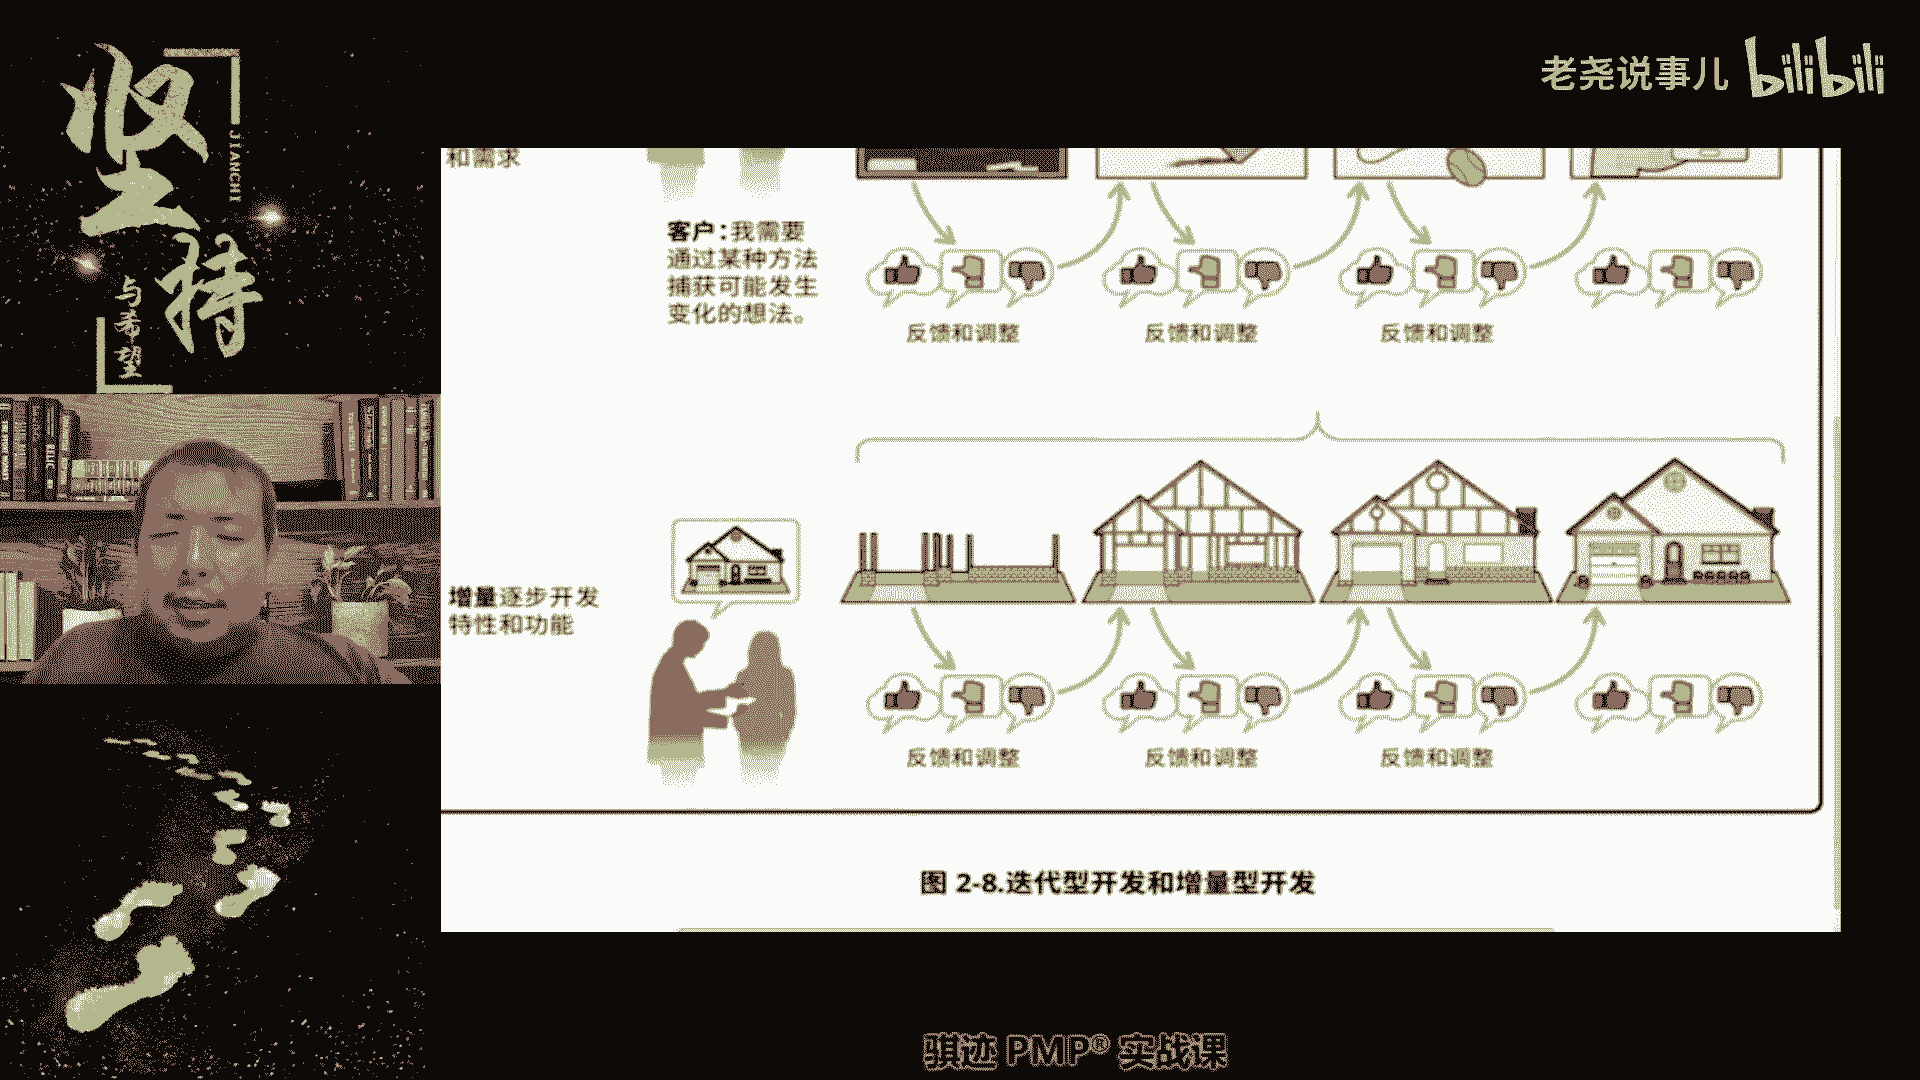 坚持
JIANCHI
与希望
老尧说事儿 bilibili
和需求
客户：我需要
通过某种方法
捕获可能发生
变化的想法。
反馈和调整
反馈和调整
反馈和调整
增量逐步开发
特性和功能
反馈和调整
反馈和调整
反馈和调整
图 2-8.迭代型开发和增量型开发
骐迹 PMP® 实战课